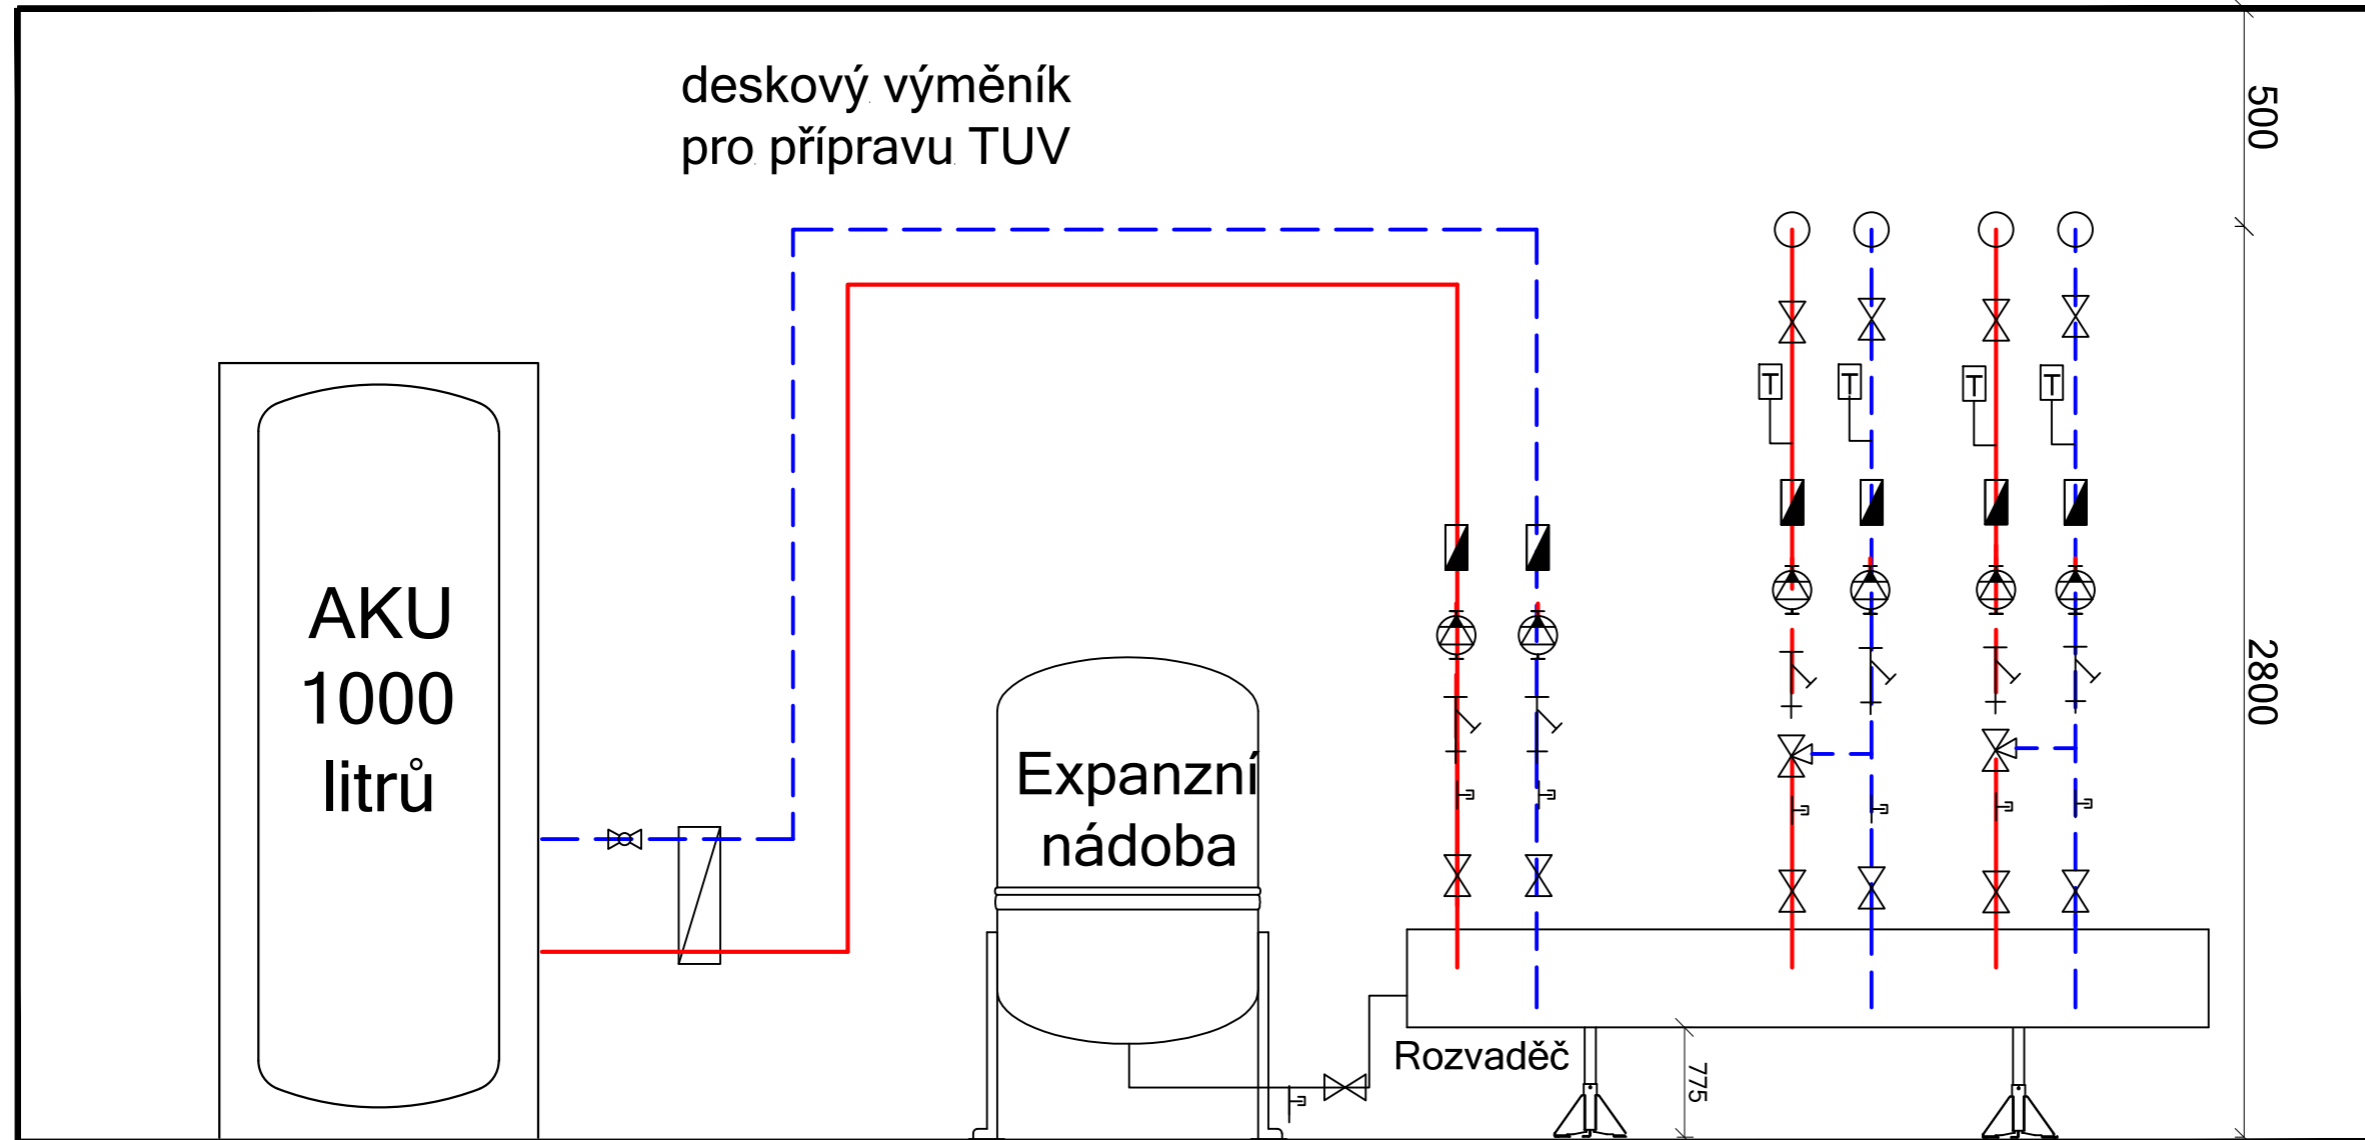 deskový výměník
pro přípravu TUV
500
T
T
T
T
AKU
1000
litrů
2800
Expanzní
nádoba
Rozvaděč
775